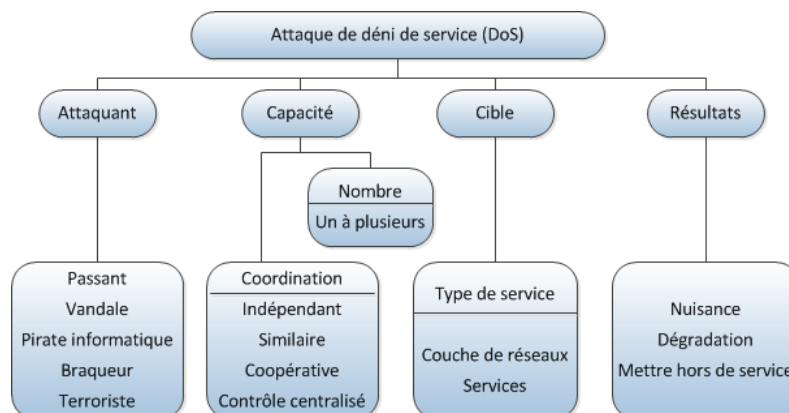 Attaque de déni de service (DoS)
Attaquant
Capacité
Cible
Résultats
Nombre
Un à plusieurs
Passant
Vandale
Pirate informatique
Braqueur
Terroriste
Coordination
Indépendant
Similaire
Coopérative
Contrôle centralisé
Type de service
Couche de réseaux
Services
Nuisance
Dégradation
Mettre hors de service